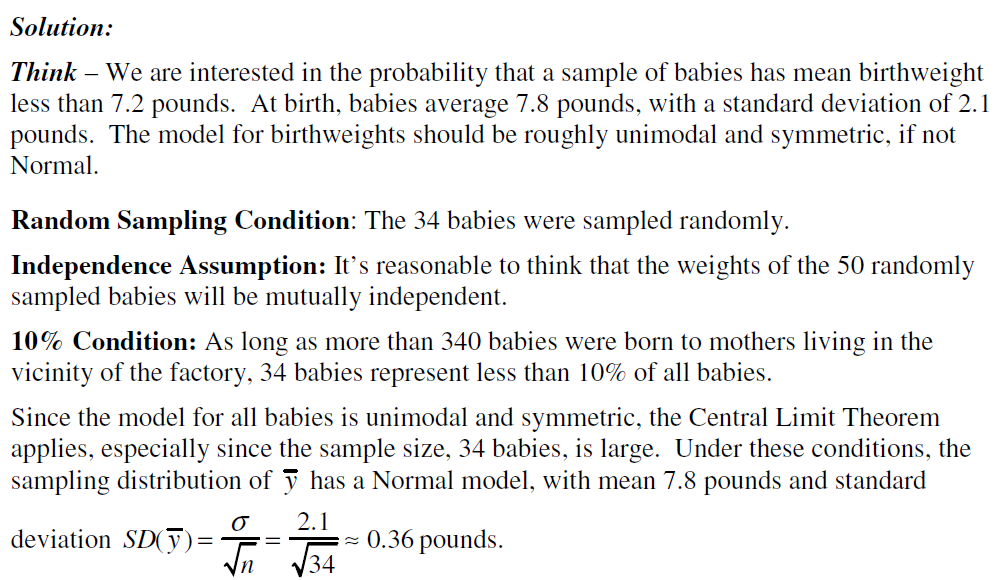 Solution:
Think – We are interested in the probability that a sample of babies has mean birthweight
less than 7.2 pounds.  At birth, babies average 7.8 pounds, with a standard deviation of 2.1
pounds.  The model for birthweights should be roughly unimodal and symmetric, if not
Normal.
Random Sampling Condition: The 34 babies were sampled randomly.
Independence Assumption: It's reasonable to think that the weights of the 50 randomly
sampled babies will be mutually independent.
10% Condition: As long as more than 340 babies were born to mothers living in the
vicinity of the factory, 34 babies represent less than 10% of all babies.
Since the model for all babies is unimodal and symmetric, the Central Limit Theorem
applies, especially since the sample size, 34 babies, is large.  Under these conditions, the
sampling distribution of ȳ has a Normal model, with mean 7.8 pounds and standard
deviation SD(ȳ) = σ/√n = 2.1/√34 ≈ 0.36 pounds.